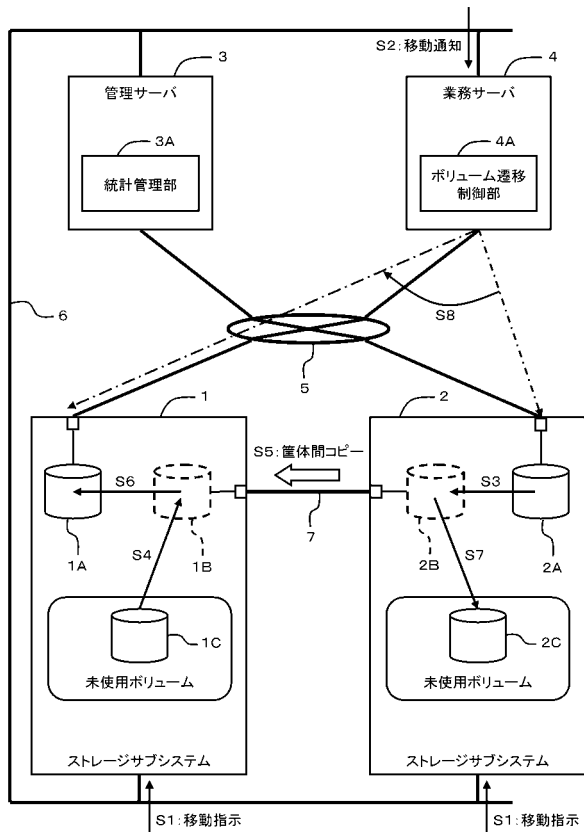 S2：移動通知
3
4
管理サーバ
業務サーバ
3A
4A
統計管理部
ボリューム遷移
制御部
6
S8
5
1
2
S5：筐体間コピー
S6
S3
1A
S4
1B
7
2B
S7
2A
1C
2C
未使用ボリューム
未使用ボリューム
ストレージサブシステム
ストレージサブシステム
S1：移動指示
S1：移動指示